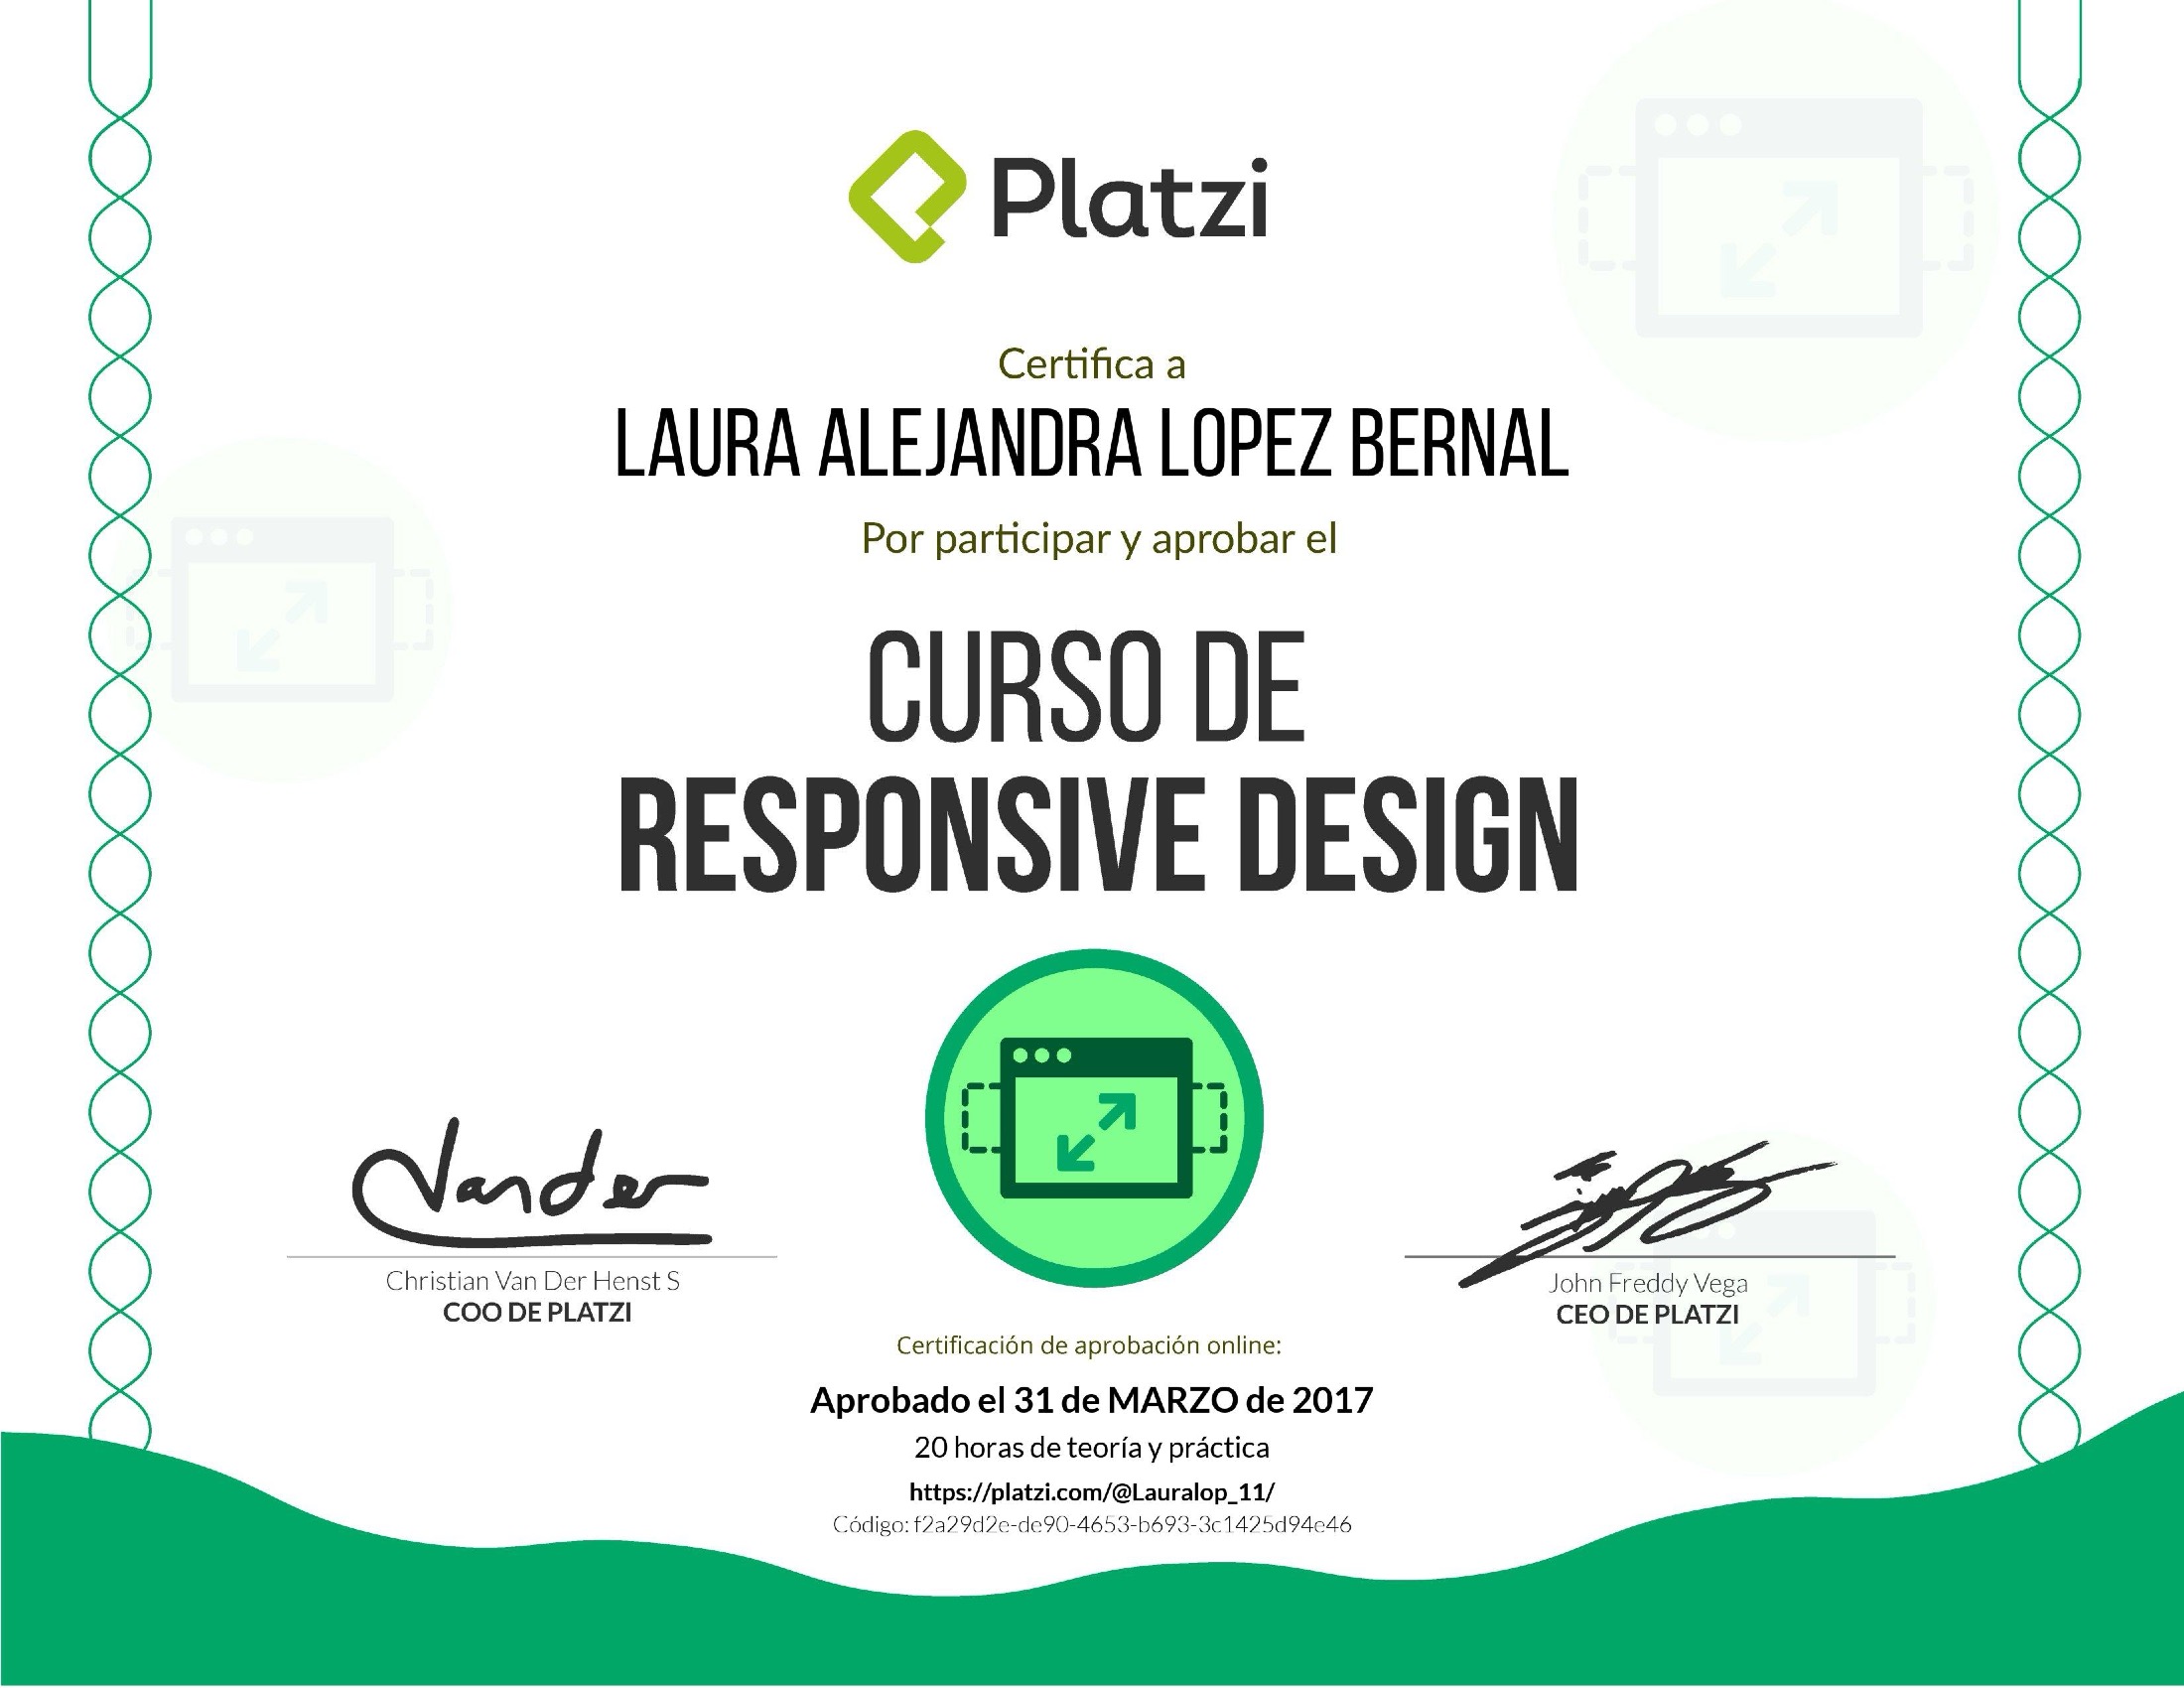 Platzi
Certifica a
LAURA ALEJANDRA LOPEZ BERNAL
Por participar y aprobar el
CURSO DE
RESPONSIVE DESIGN
Vander
Christian Van Der Henst S
COO DE PLATZI
John Freddy Vega
CEO DE PLATZI
Certificación de aprobación online:
Aprobado el 31 de MARZO de 2017
20 horas de teoría y práctica
https://platzi.com/@Lauralop_11/
Código: f2a29d2e-de90-4653-b693-3c1425d94e46